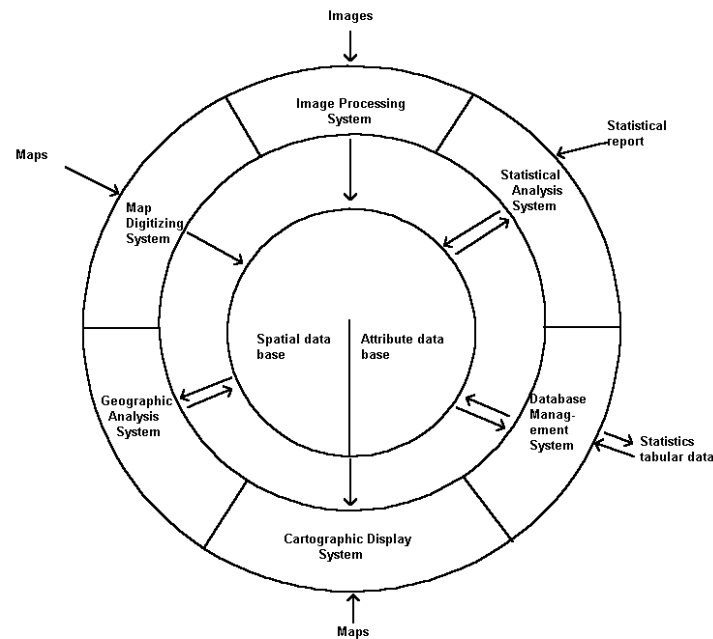 Images
Image Processing
System
Statistical
report
Maps
Statistical
Analysis
System
Map
Digitizing
System
Spatial data
base
Attribute data
base
Geographic
Analysis
System
Database
Manag-
ement
System
Statistics
tabular data
Cartographic Display
System
Maps